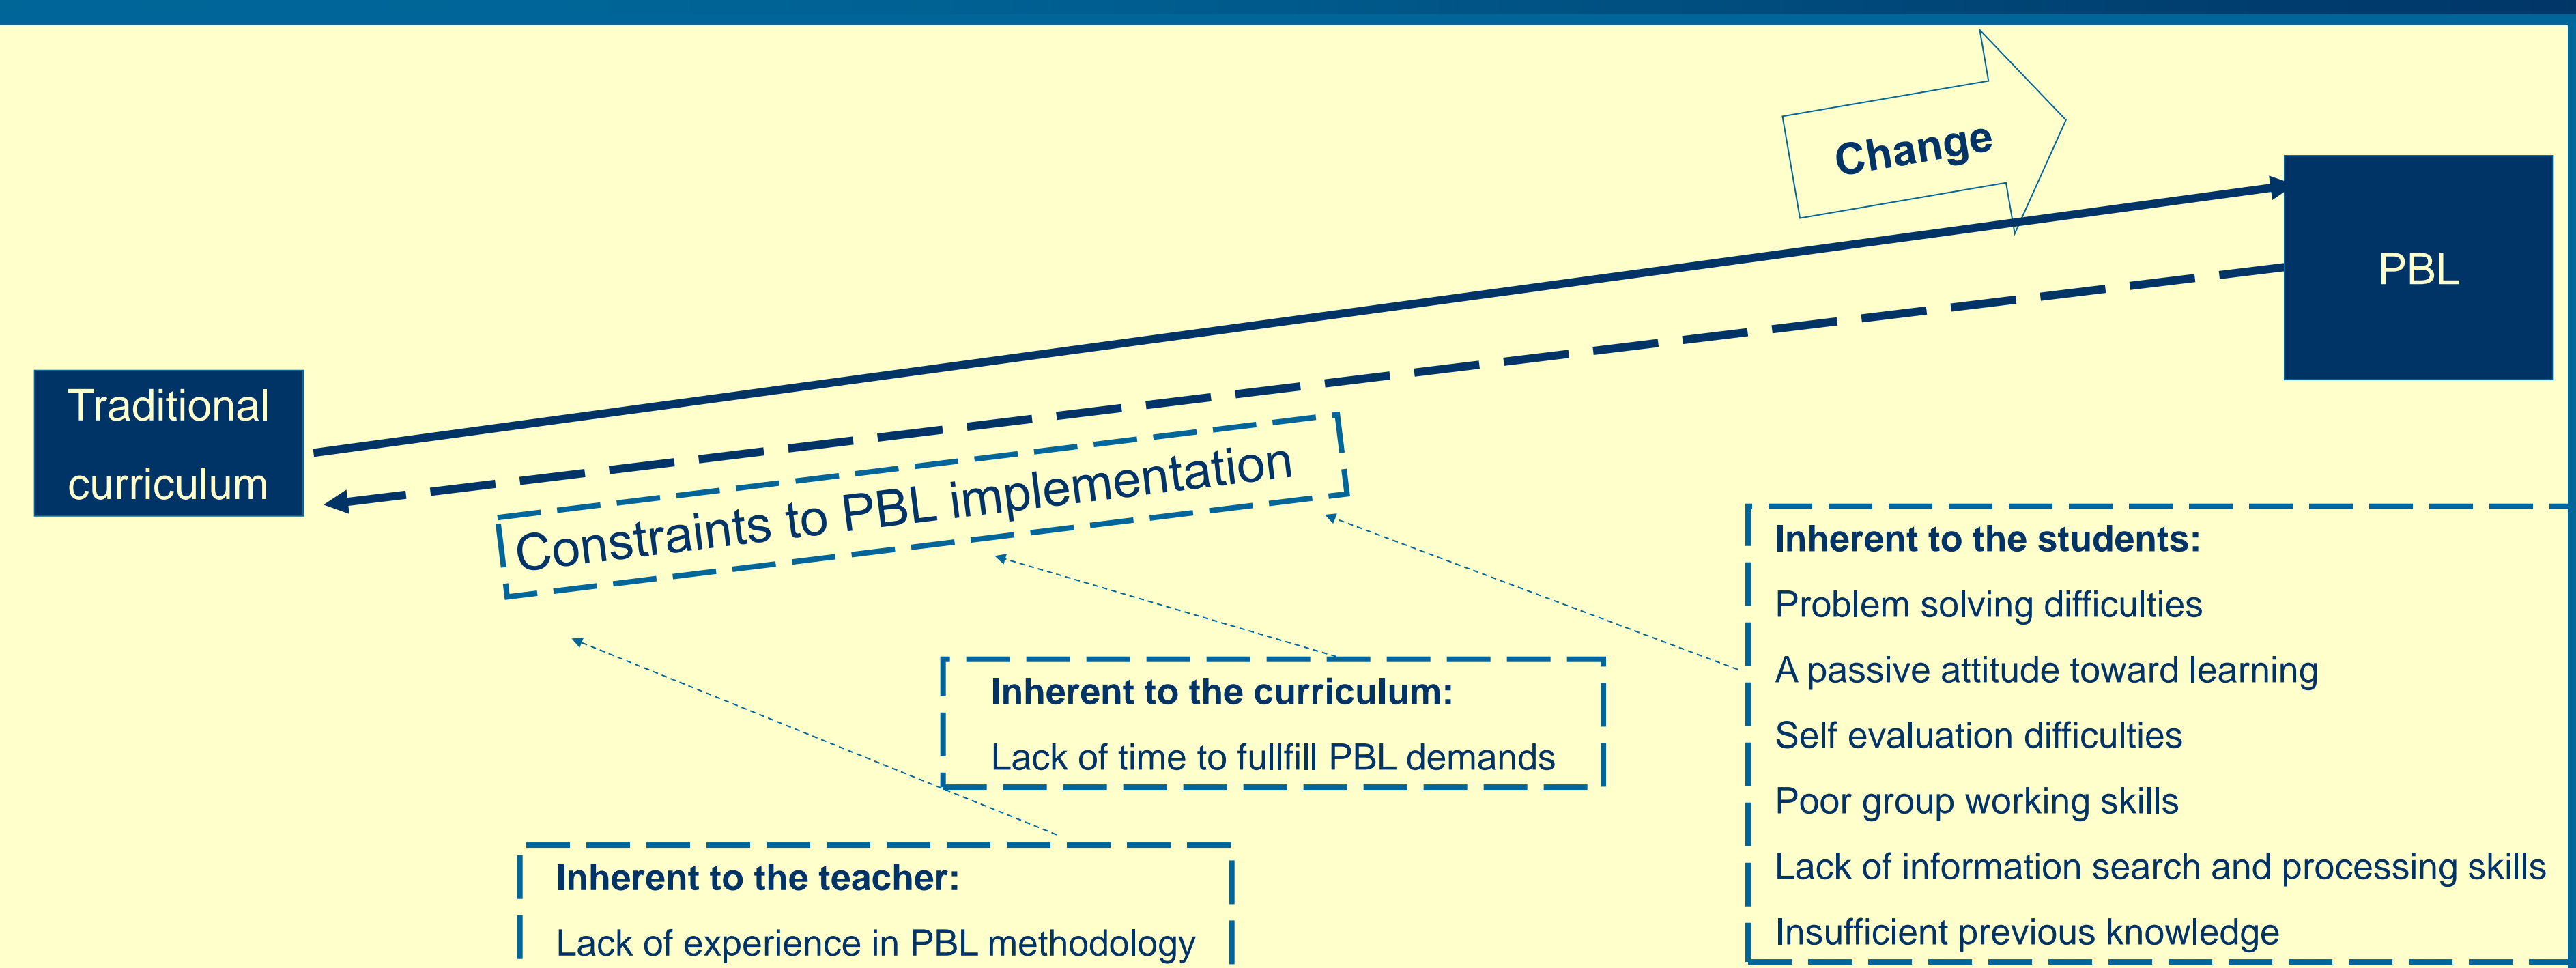 Change
PBL
Traditional
curriculum
Constraints to PBL implementation
Inherent to the students:
Problem solving difficulties
A passive attitude toward learning
Self evaluation difficulties
Poor group working skills
Lack of information search and processing skills
Insufficient previous knowledge
Inherent to the curriculum:
Lack of time to fullfill PBL demands
Inherent to the teacher:
Lack of experience in PBL methodology